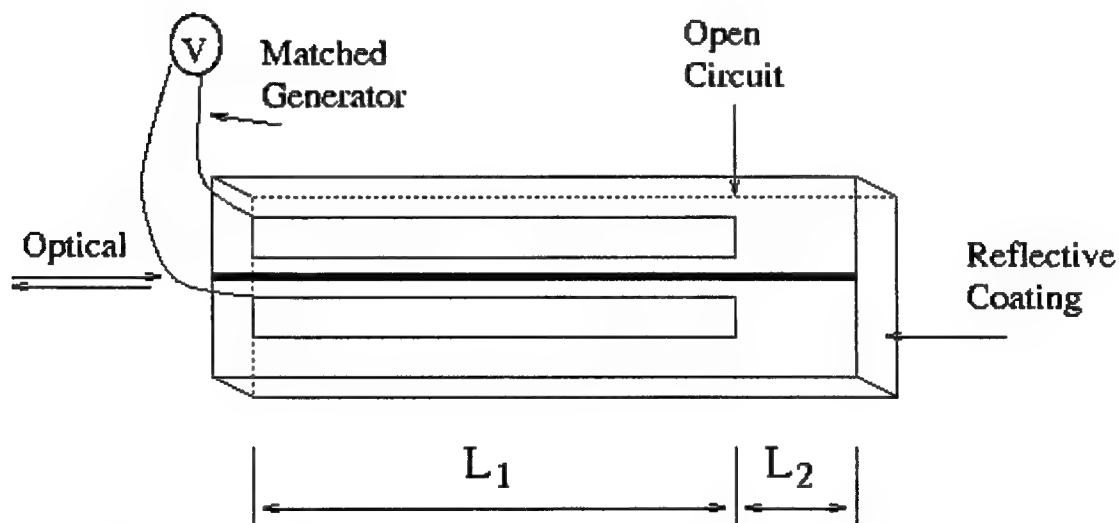 V
Matched
Generator
Open
Circuit
Optical
Reflective
Coating
L1
L2